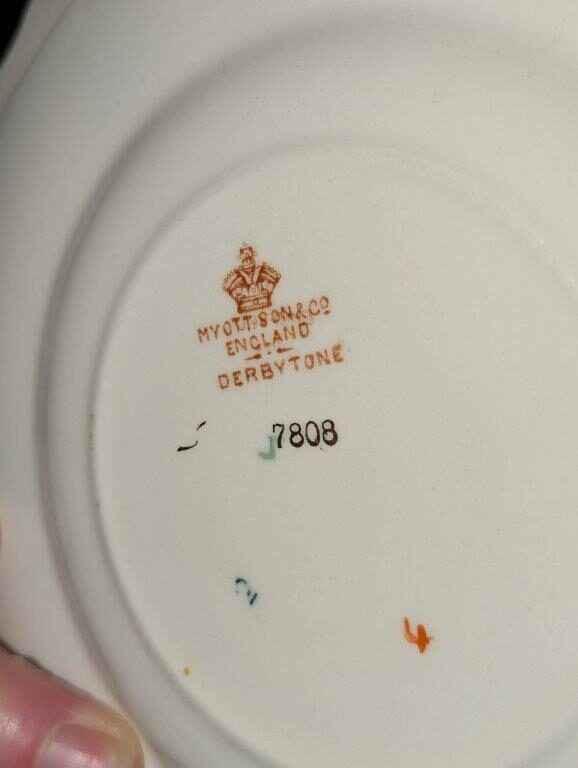 MYOTT, SON & Co
ENGLAND
DERBYTONE
J 7808
4